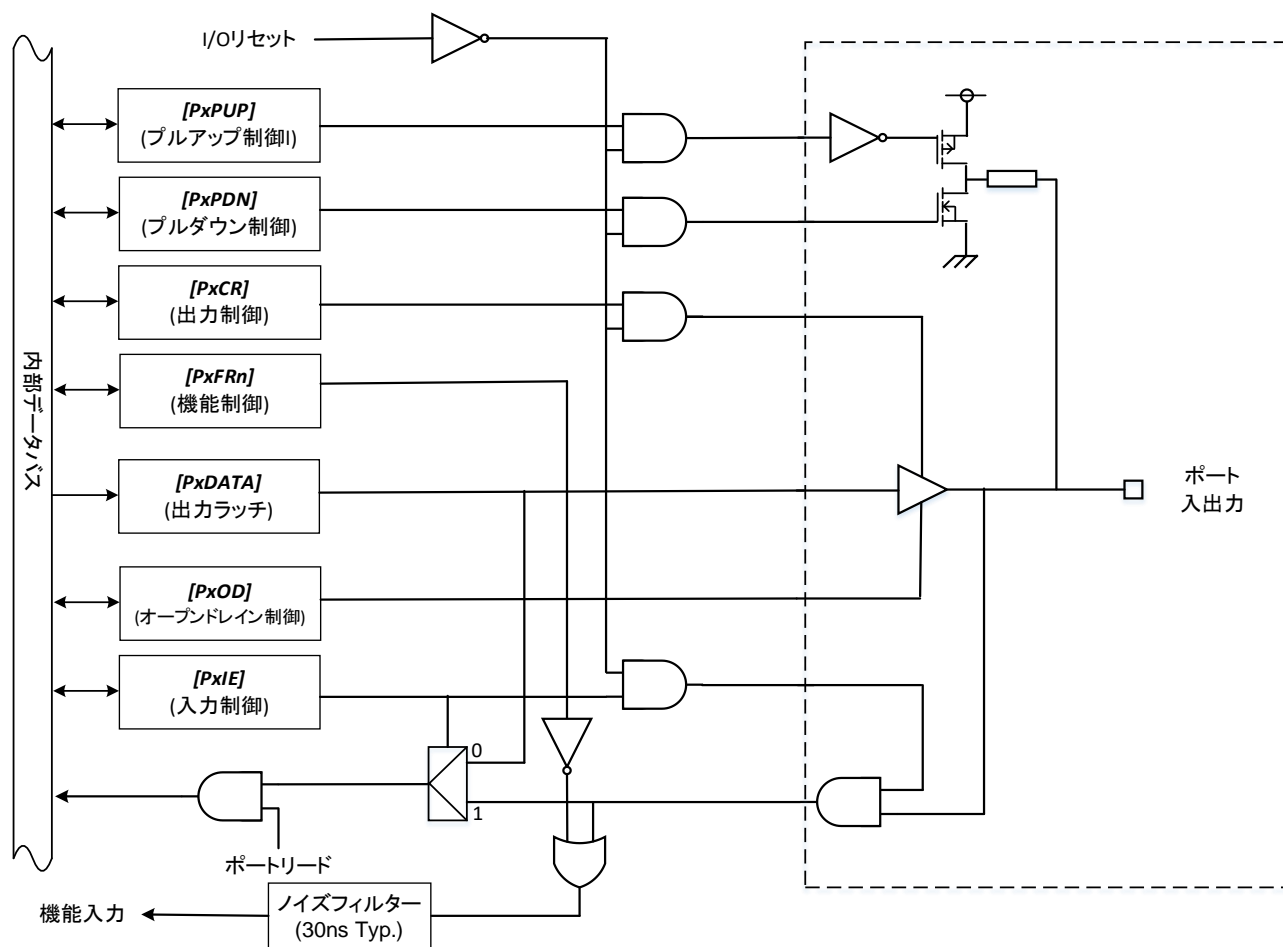 I/Oリセット
[PxPUP]
(プルアップ制御I)
[PxPDN]
(プルダウン制御)
[PxCR]
(出力制御)
[PxFRn]
(機能制御)
内部データバス
[PxDATA]
(出力ラッチ)
ポート
入出力
[PxOD]
(オープンドレイン制御)
[PxIE]
(入力制御)
0
1
ポートリード
機能入力
ノイズフィルター
(30ns Typ.)